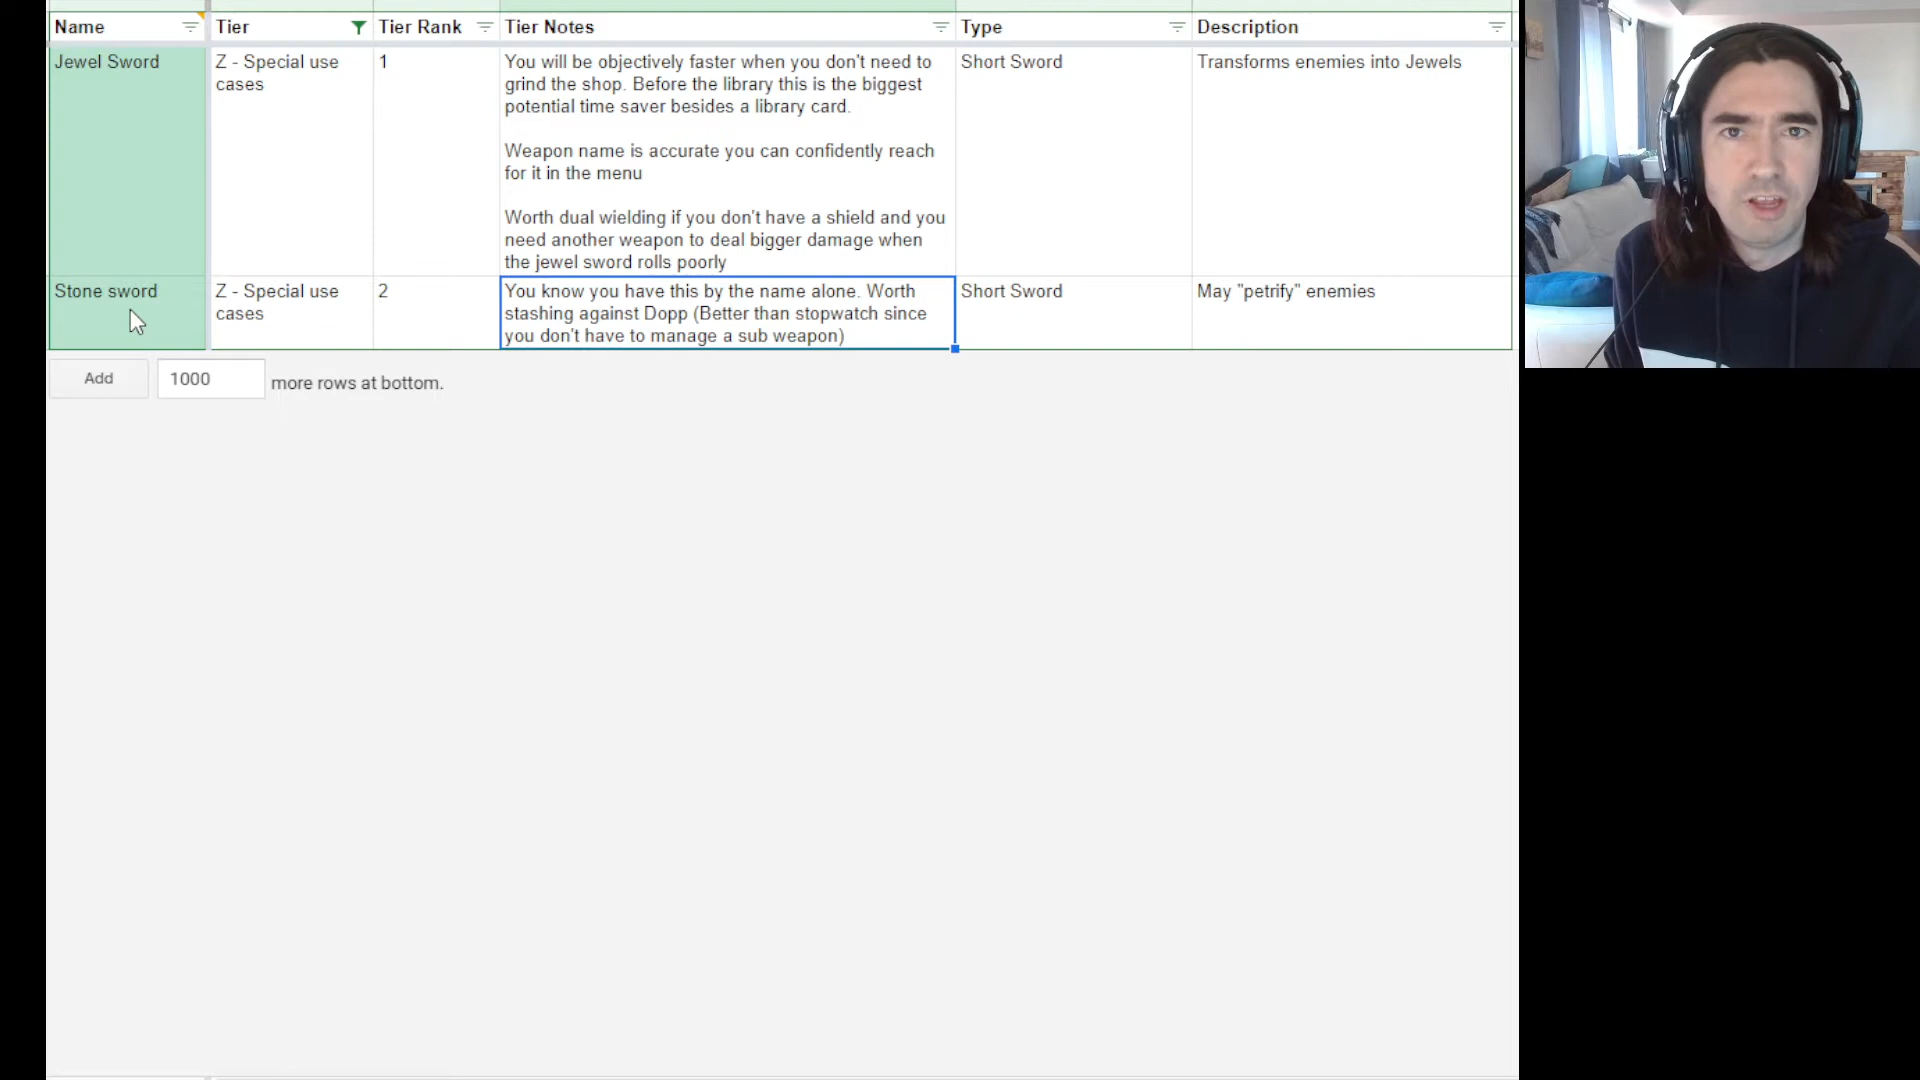 Name Tier Tier Rank Tier Notes Type Description
Jewel Sword
Z - Special use
cases
1
You will be objectively faster when you don't need to
grind the shop. Before the library this is the biggest
potential time saver besides a library card.
Weapon name is accurate you can confidently reach
for it in the menu
Worth dual wielding if you don't have a shield and you
need another weapon to deal bigger damage when
the jewel sword rolls poorly
Short Sword
Transforms enemies into Jewels
Stone sword
Z - Special use
cases
2
You know you have this by the name alone. Worth
stashing against Dopp (Better than stopwatch since
you don't have to manage a sub weapon)
Short Sword
May "petrify" enemies
Add 1000 more rows at bottom.